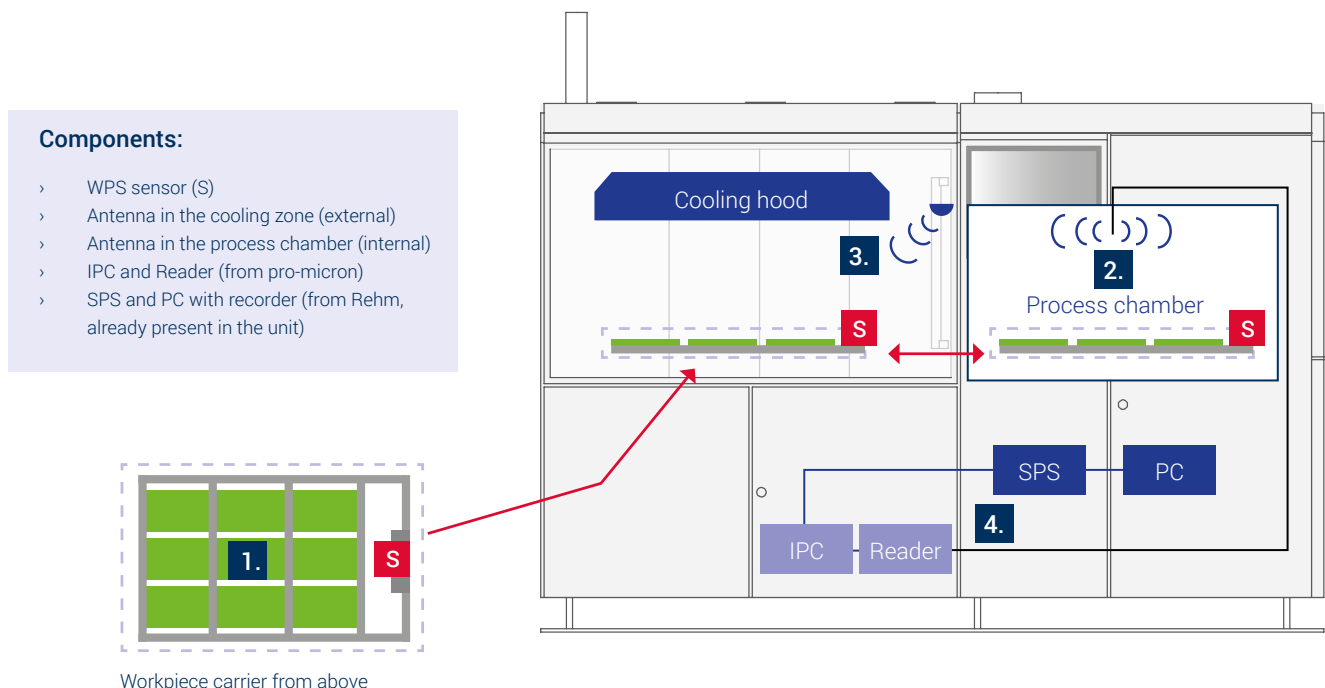 Components:
› WPS sensor (S)
› Antenna in the cooling zone (external)
› Antenna in the process chamber (internal)
› IPC and Reader (from pro-micron)
› SPS and PC with recorder (from Rehm,
already present in the unit)
Cooling hood
3.
2.
Process chamber
S
S
SPS
PC
4.
IPC
Reader
1.
S
Workpiece carrier from above